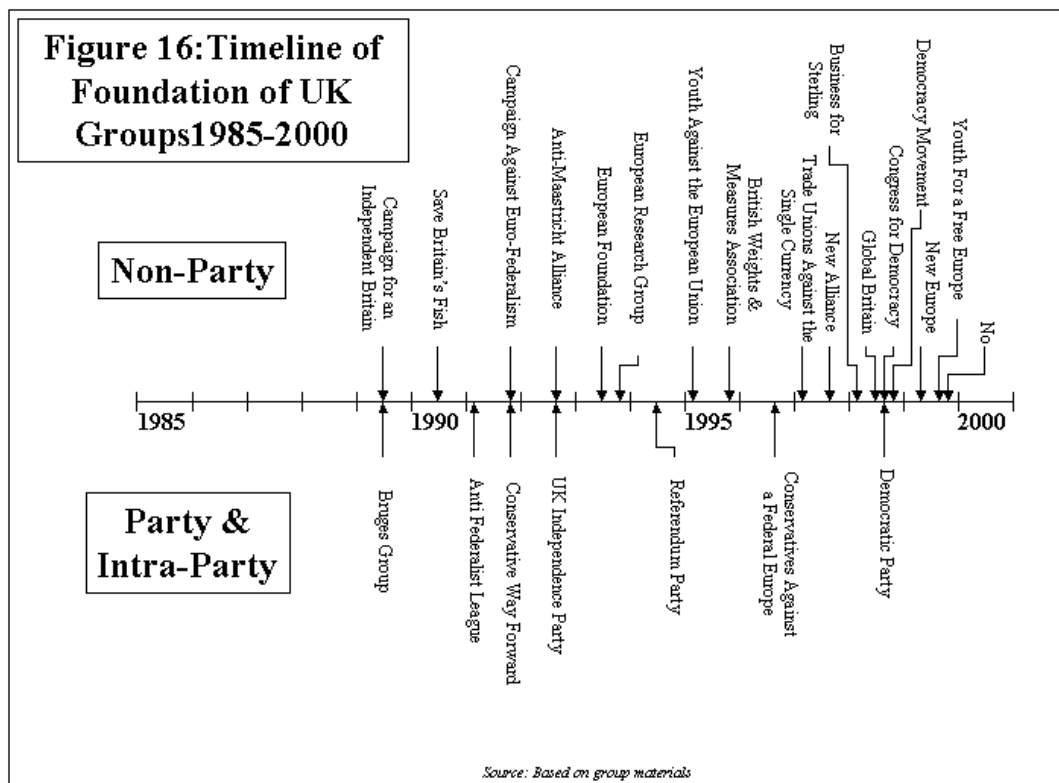 Figure 16:Timeline of
Foundation of UK
Groups1985-2000
Non-Party
Campaign for an
Independent Britain
Save Britain's Fish
Campaign Against Euro-Federalism
Anti-Maastricht Alliance
European Foundation
European Research Group
Youth Against the European Union
British Weights &
Measures Association
Trade Unions Against the
Single Currency
New Alliance
Business for
Sterling
Global Britain
Congress for Democracy
Democracy Movement
New Europe
Youth For a Free Europe
No
1985
1990
1995
2000
Party &
Intra-Party
Bruges Group
Anti Federalist League
Conservative Way Forward
UK Independence Party
Referendum Party
Conservatives Against
a Federal Europe
Democratic Party
Source: Based on group materials